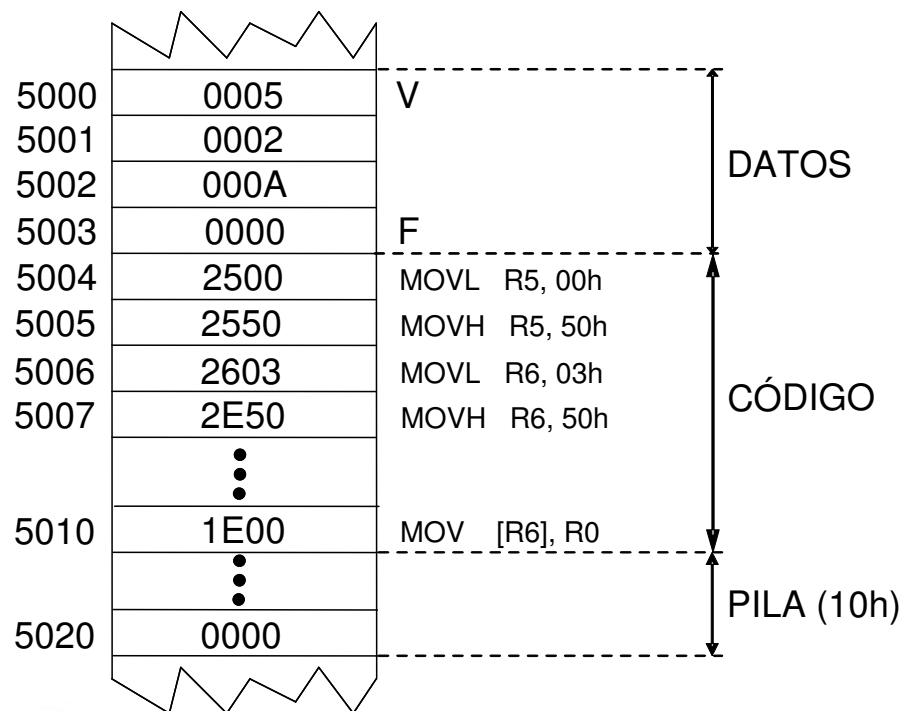 5000 0005 V
5001 0002
DATOS
5002 000A
5003 0000 F
5004 2500 MOVL R5, 00h
5005 2550 MOVH R5, 50h
5006 2603 MOVL R6, 03h
CÓDIGO
5007 2E50 MOVH R6, 50h
5010 1E00 MOV [R6], R0
PILA (10h)
5020 0000